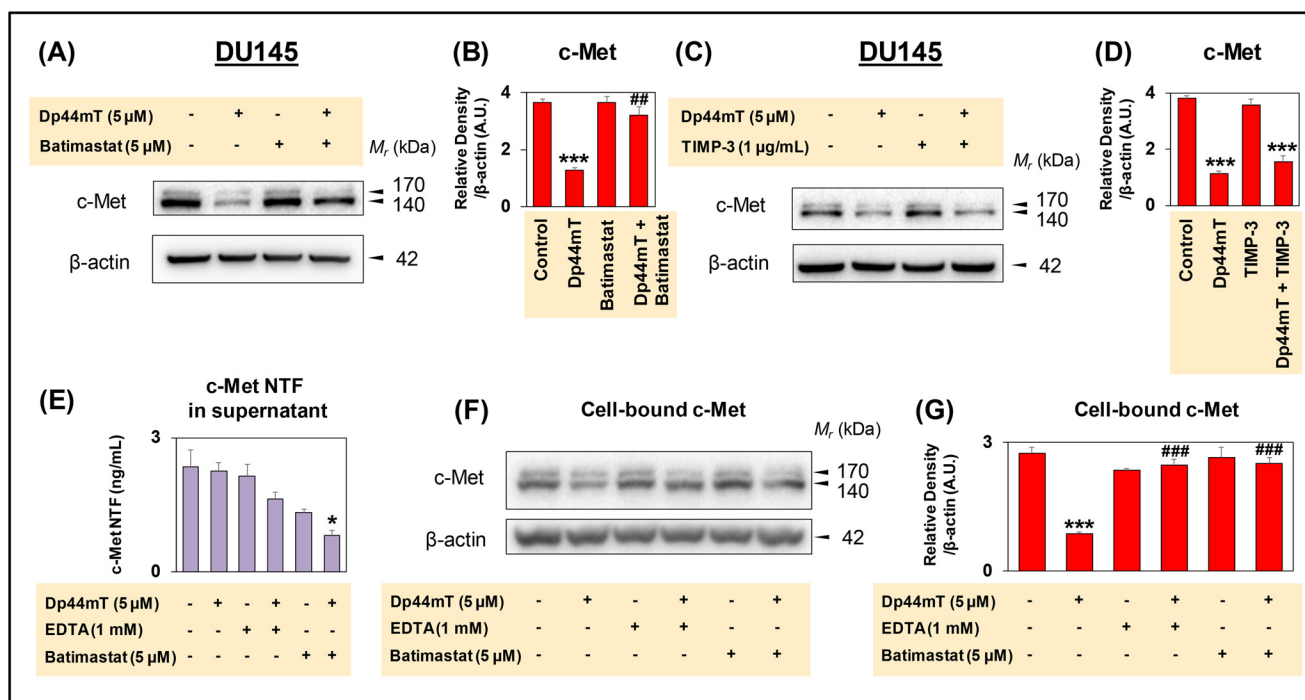 (A)
DU145
Dp44mT (5 µM) - + - +
Batimastat (5 µM) - - + +
Mr (kDa)
c-Met
170
140
β-actin
42
(B)
c-Met
Relative Density
/β-actin (A.U.)
4
2
0
***
##
Control
Dp44mT
Batimastat
Dp44mT +
Batimastat
(C)
DU145
Dp44mT (5 µM) - + - +
TIMP-3 (1 µg/mL) - - + +
Mr (kDa)
c-Met
170
140
β-actin
42
(D)
c-Met
Relative Density
/β-actin (A.U.)
4
2
0
***
***
Control
Dp44mT
TIMP-3
Dp44mT + TIMP-3
(E)
c-Met NTF
in supernatant
c-Met NTF (ng/mL)
3
0
*
Dp44mT (5 µM) - + - + - +
EDTA (1 mM) - - + + - -
Batimastat (5 µM) - - - - + +
(F)
Cell-bound c-Met
Mr (kDa)
c-Met
170
140
β-actin
42
Dp44mT (5 µM) - + - + - +
EDTA (1 mM) - - + + - -
Batimastat (5 µM) - - - - + +
(G)
Cell-bound c-Met
Relative Density
/β-actin (A.U.)
3
0
***
###
###
Dp44mT (5 µM) - + - + - +
EDTA (1 mM) - - + + - -
Batimastat (5 µM) - - - - + +